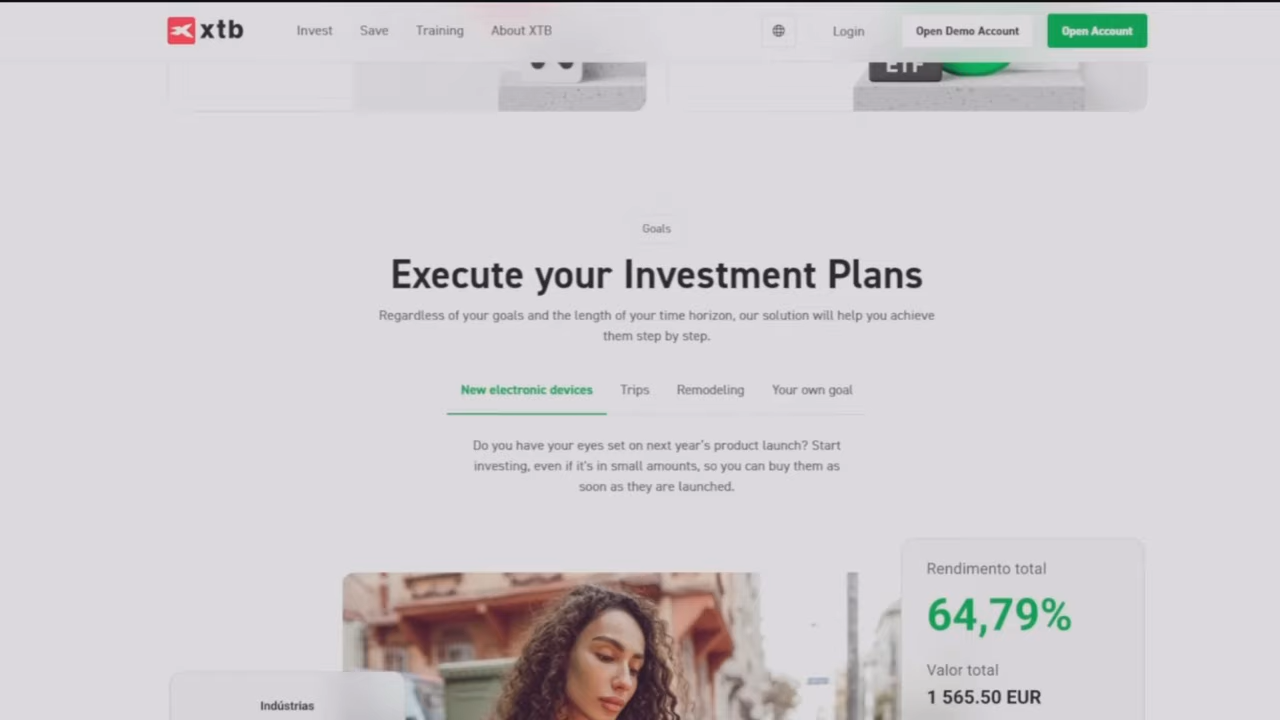 xtb
Invest
Save
Training
About XTB
Login
Open Demo Account
Open Account
ETF
Goals
Execute your Investment Plans
Regardless of your goals and the length of your time horizon, our solution will help you achieve
them step by step.
New electronic devices
Trips
Remodeling
Your own goal
Do you have your eyes set on next year's product launch? Start
investing, even if it's in small amounts, so you can buy them as
soon as they are launched.
Rendimento total
64,79%
Valor total
1 565.50 EUR
Indústrias